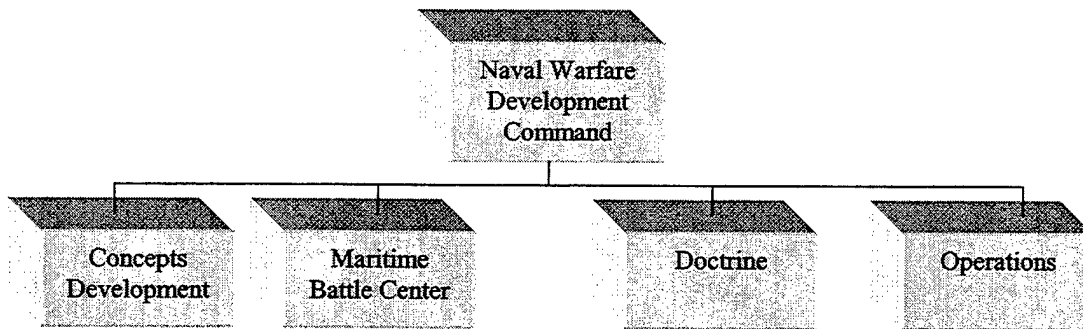 Naval Warfare
Development
Command
Concepts
Development
Maritime
Battle Center
Doctrine
Operations